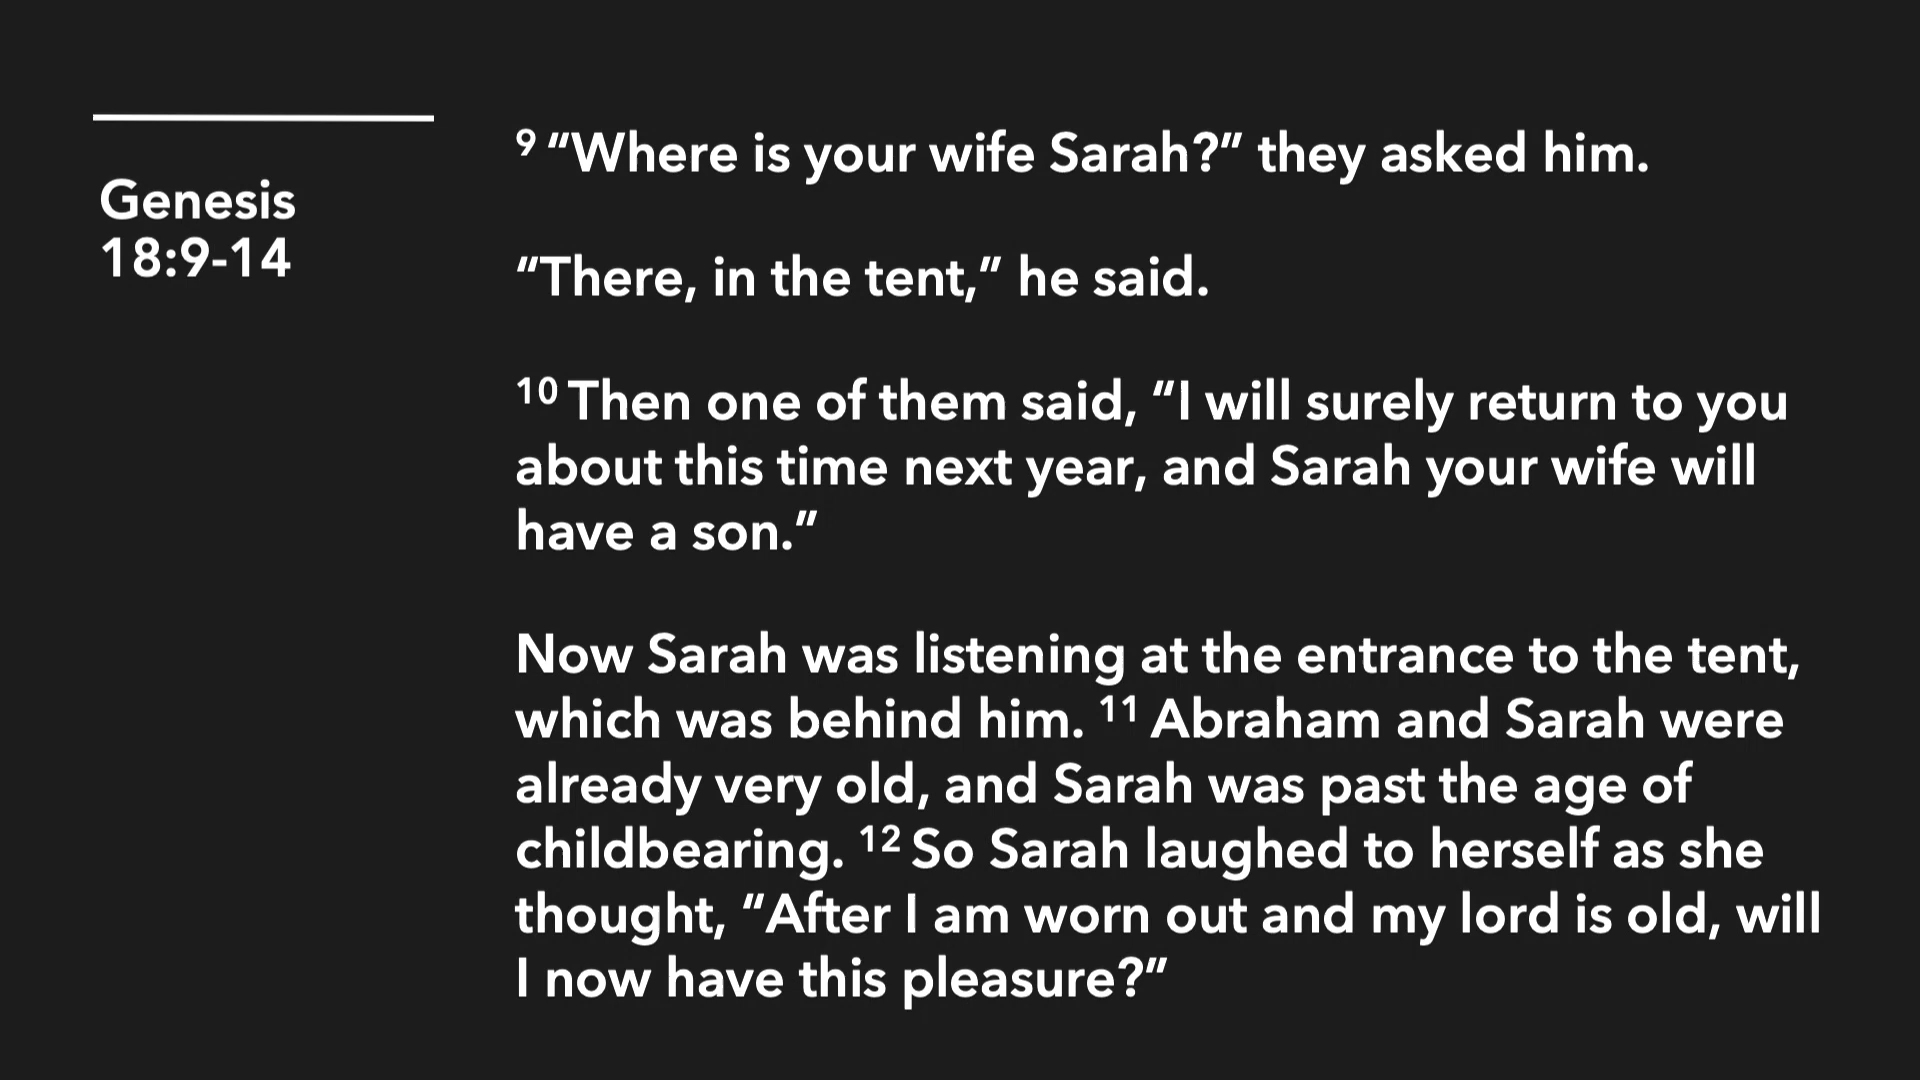 Genesis
18:9-14
9 “Where is your wife Sarah?” they asked him.
“There, in the tent,” he said.
10 Then one of them said, “I will surely return to you
about this time next year, and Sarah your wife will
have a son.”
Now Sarah was listening at the entrance to the tent,
which was behind him. 11 Abraham and Sarah were
already very old, and Sarah was past the age of
childbearing. 12 So Sarah laughed to herself as she
thought, “After I am worn out and my lord is old, will
I now have this pleasure?”